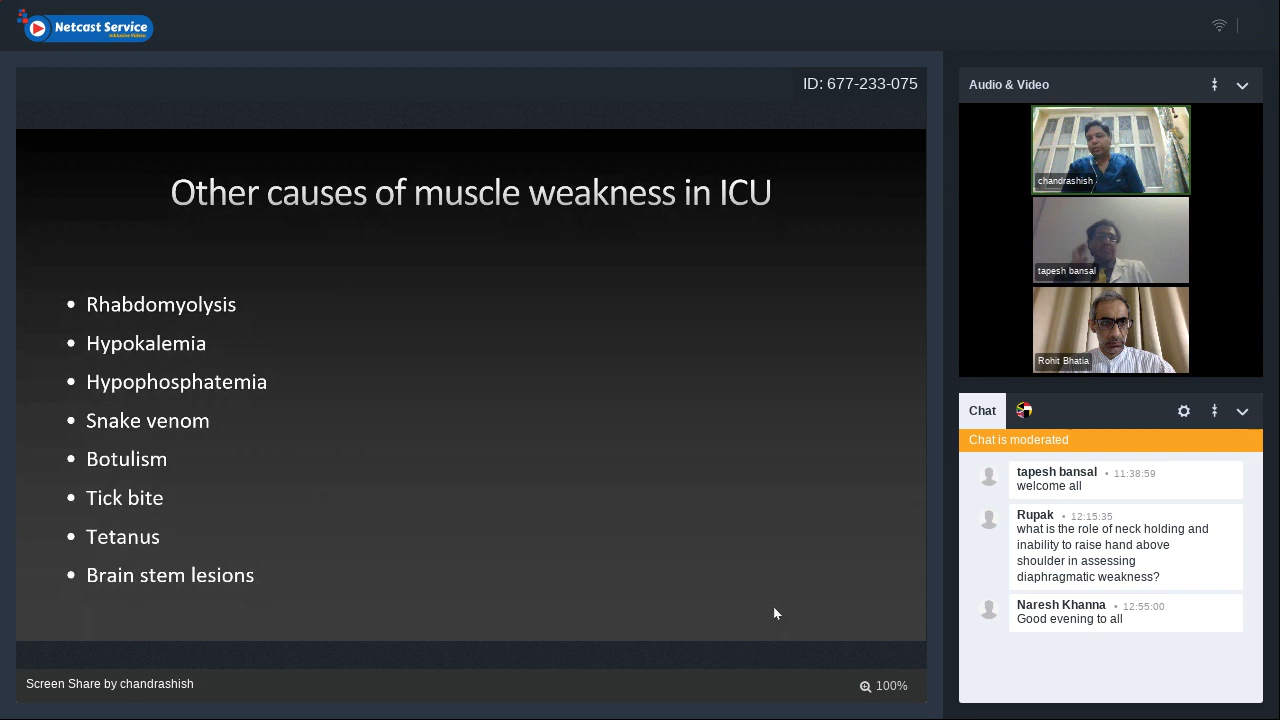 Netcast Service
Inklusive Videos
ID: 677-233-075
Other causes of muscle weakness in ICU
• Rhabdomyolysis
• Hypokalemia
• Hypophosphatemia
• Snake venom
• Botulism
• Tick bite
• Tetanus
• Brain stem lesions
Screen Share by chandrashish
100%
Audio & Video
chandrashish
tapesh bansal
Rohit Bhatia
Chat
Chat is moderated
tapesh bansal • 11:38:59
welcome all
Rupak • 12:15:35
what is the role of neck holding and
inability to raise hand above
shoulder in assessing
diaphragmatic weakness?
Naresh Khanna • 12:55:00
Good evening to all